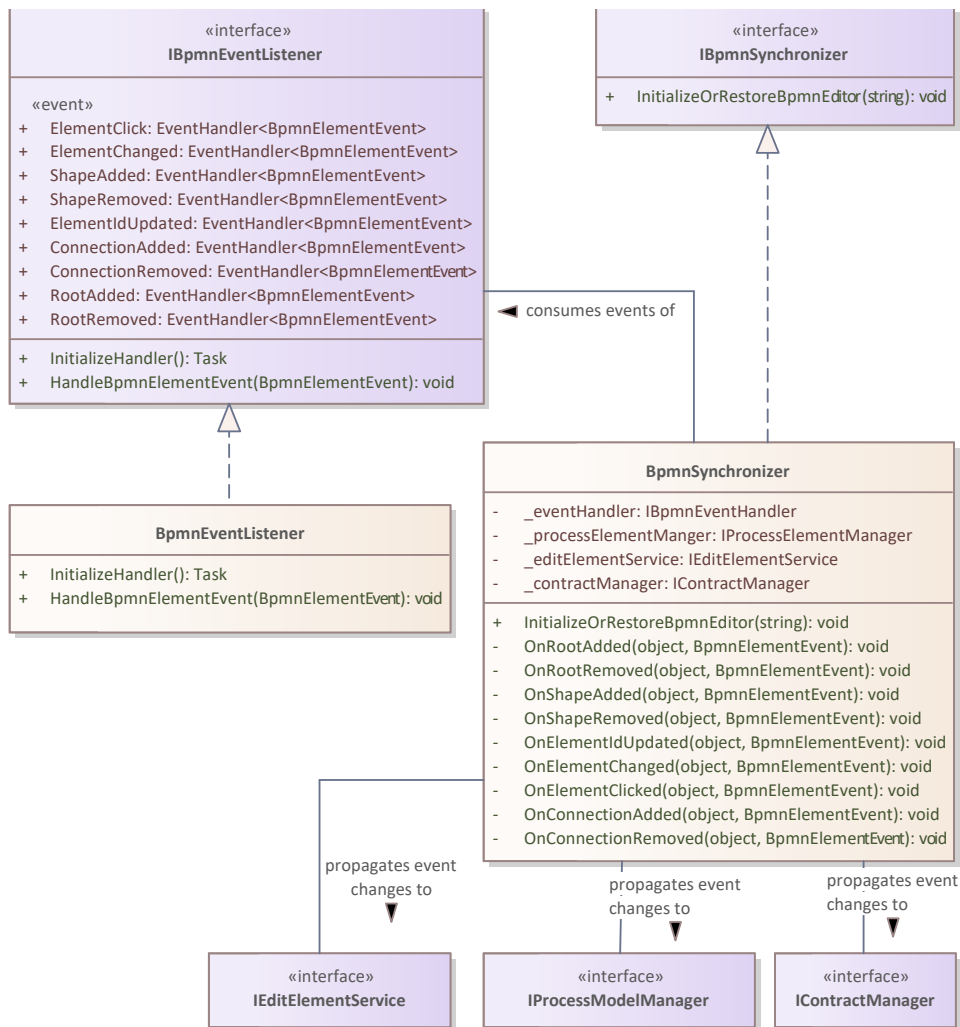 «interface»
IBpmnEventListener
«event»
+ ElementClick: EventHandler<BpmnElementEvent>
+ ElementChanged: EventHandler<BpmnElementEvent>
+ ShapeAdded: EventHandler<BpmnElementEvent>
+ ShapeRemoved: EventHandler<BpmnElementEvent>
+ ElementIdUpdated: EventHandler<BpmnElementEvent>
+ ConnectionAdded: EventHandler<BpmnElementEvent>
+ ConnectionRemoved: EventHandler<BpmnElementEvent>
+ RootAdded: EventHandler<BpmnElementEvent>
+ RootRemoved: EventHandler<BpmnElementEvent>
+ InitializeHandler(): Task
+ HandleBpmnElementEvent(BpmnElementEvent): void
«interface»
IBpmnSynchronizer
+ InitializeOrRestoreBpmnEditor(string): void
consumes events of
BpmnEventListener
+ InitializeHandler(): Task
+ HandleBpmnElementEvent(BpmnElementEvent): void
BpmnSynchronizer
- _eventHandler: IBpmnEventHandler
- _processElementManger: IProcessElementManager
- _editElementService: IEditElementService
- _contractManager: IContractManager
+ InitializeOrRestoreBpmnEditor(string): void
- OnRootAdded(object, BpmnElementEvent): void
- OnRootRemoved(object, BpmnElementEvent): void
- OnShapeAdded(object, BpmnElementEvent): void
- OnShapeRemoved(object, BpmnElementEvent): void
- OnElementIdUpdated(object, BpmnElementEvent): void
- OnElementChanged(object, BpmnElementEvent): void
- OnElementClicked(object, BpmnElementEvent): void
- OnConnectionAdded(object, BpmnElementEvent): void
- OnConnectionRemoved(object, BpmnElementEvent): void
propagates event
changes to
propagates event
changes to
propagates event
changes to
«interface»
IEditElementService
«interface»
IProcessModelManager
«interface»
IContractManager